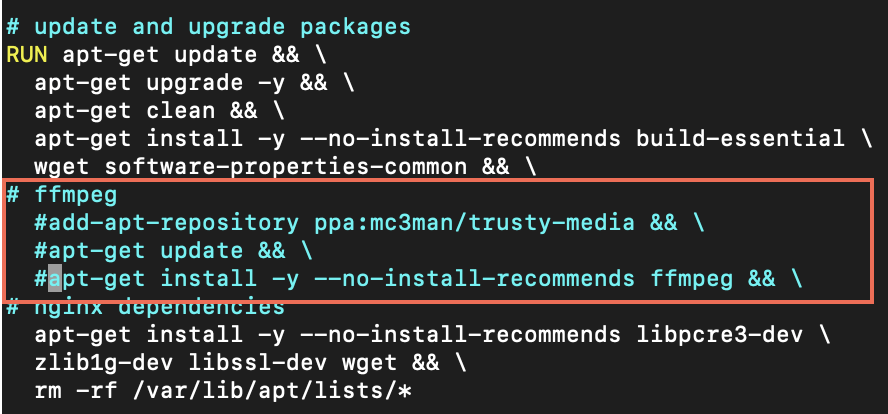 # update and upgrade packages
RUN apt-get update && \
  apt-get upgrade -y && \
  apt-get clean && \
  apt-get install -y --no-install-recommends build-essential \
  wget software-properties-common && \
# ffmpeg
  #add-apt-repository ppa:mc3man/trusty-media && \
  #apt-get update && \
  #apt-get install -y --no-install-recommends ffmpeg && \
# nginx dependencies
  apt-get install -y --no-install-recommends libpcre3-dev \
  zlib1g-dev libssl-dev wget && \
  rm -rf /var/lib/apt/lists/*